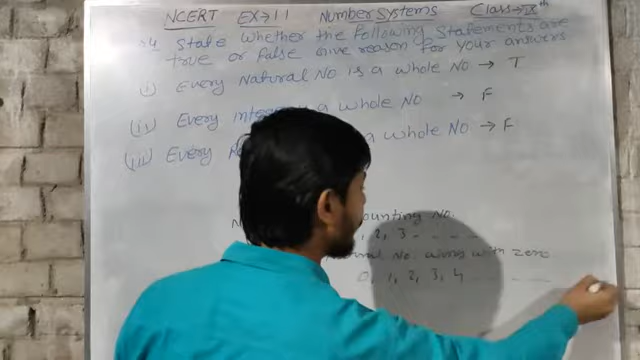 NCERT EX→1.1 Number Systems Class→IXth
Q4 State whether the following statements are
true or false Give reason for your answers
(i) Every Natural No is a whole No → T
(ii) Every a whole No → F
(iii) Every a whole No → F
ounting No.
, 2, 3 - - - -
No. along with zero
0, 1, 2, 3, 4